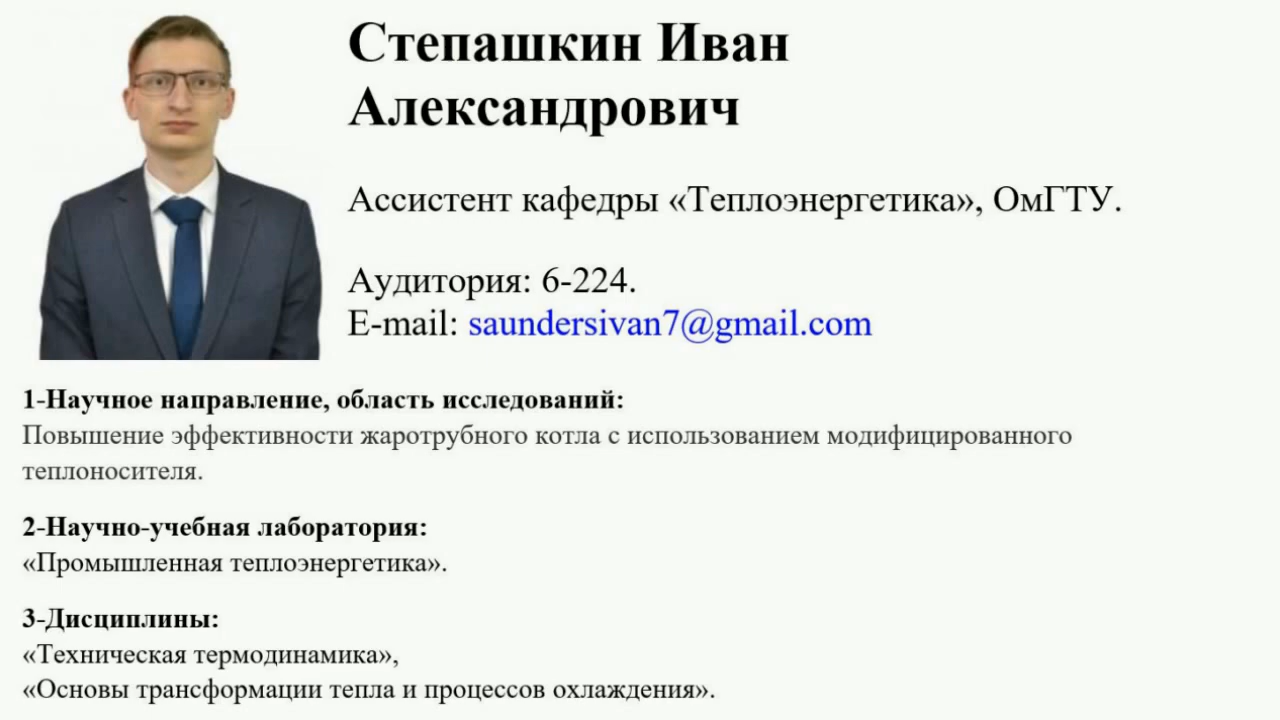 Степашкин Иван
Александрович
Ассистент кафедры «Теплоэнергетика», ОмГТУ.
Аудитория: 6-224.
E-mail: saundersivan7@gmail.com
1-Научное направление, область исследований:
Повышение эффективности жаротрубного котла с использованием модифицированного
теплоносителя.
2-Научно-учебная лаборатория:
«Промышленная теплоэнергетика».
3-Дисциплины:
«Техническая термодинамика»,
«Основы трансформации тепла и процессов охлаждения».